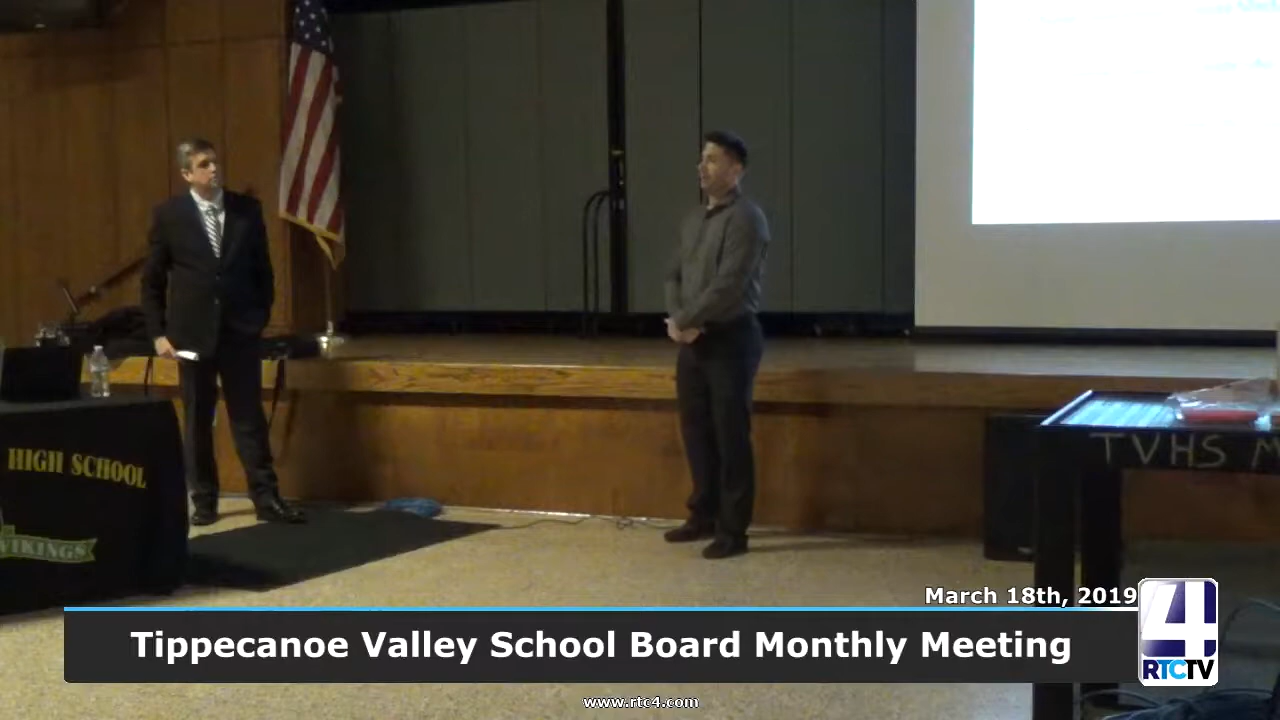 HIGH SCHOOL
VIKINGS
TVHS M
March 18th, 2019
Tippecanoe Valley School Board Monthly Meeting
4
RTCTV
www.rtc4.com